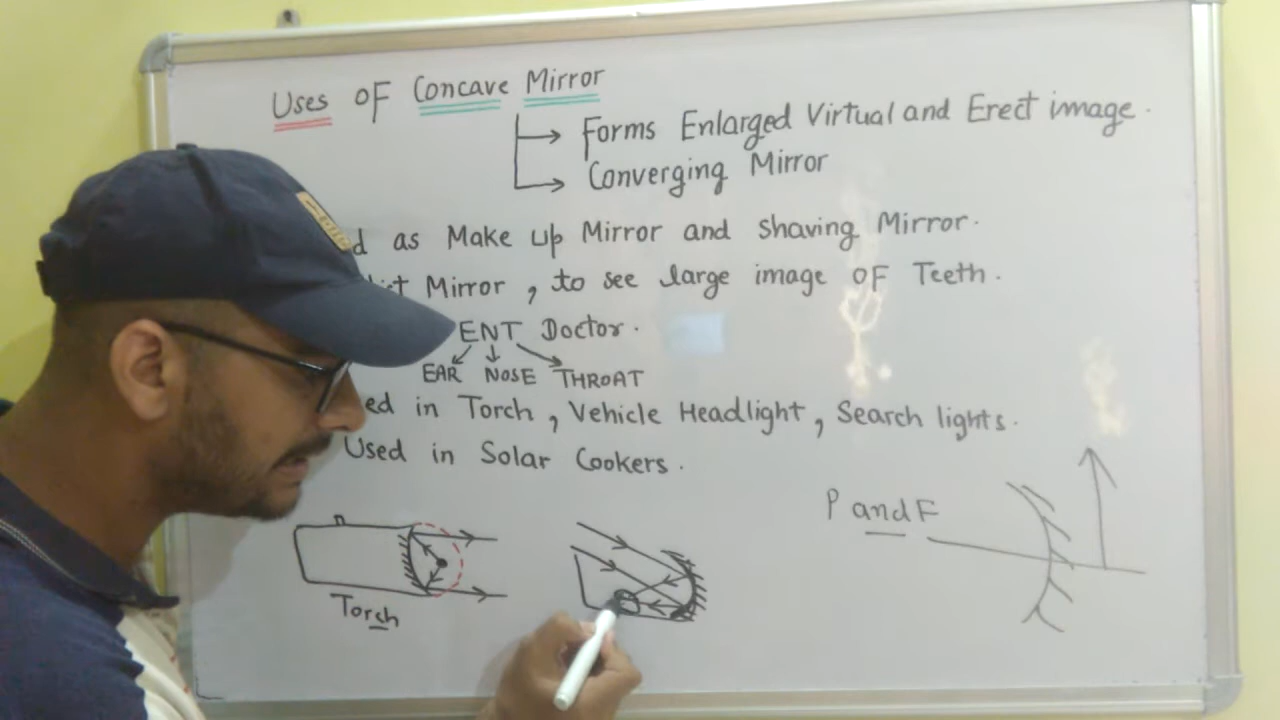 Uses of Concave Mirror
Forms Enlarged Virtual and Erect image.
Converging Mirror
as Make up Mirror and shaving Mirror.
Mirror, to see large image of Teeth.
ENT Doctor.
EAR NOSE THROAT
in Torch, Vehicle Headlight, Search lights.
Used in Solar Cookers.
P and F
Torch